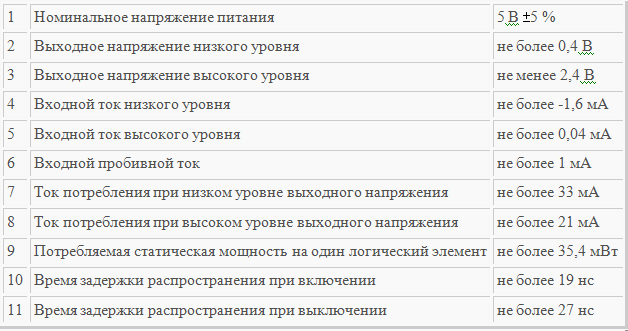 1 Номинальное напряжение питания 5 В ±5 %
2 Выходное напряжение низкого уровня не более 0,4 В
3 Выходное напряжение высокого уровня не менее 2,4 В
4 Входной ток низкого уровня не более -1,6 мА
5 Входной ток высокого уровня не более 0,04 мА
6 Входной пробивной ток не более 1 мА
7 Ток потребления при низком уровне выходного напряжения не более 33 мА
8 Ток потребления при высоком уровне выходного напряжения не более 21 мА
9 Потребляемая статическая мощность на один логический элемент не более 35,4 мВт
10 Время задержки распространения при включении не более 19 нс
11 Время задержки распространения при выключении не более 27 нс